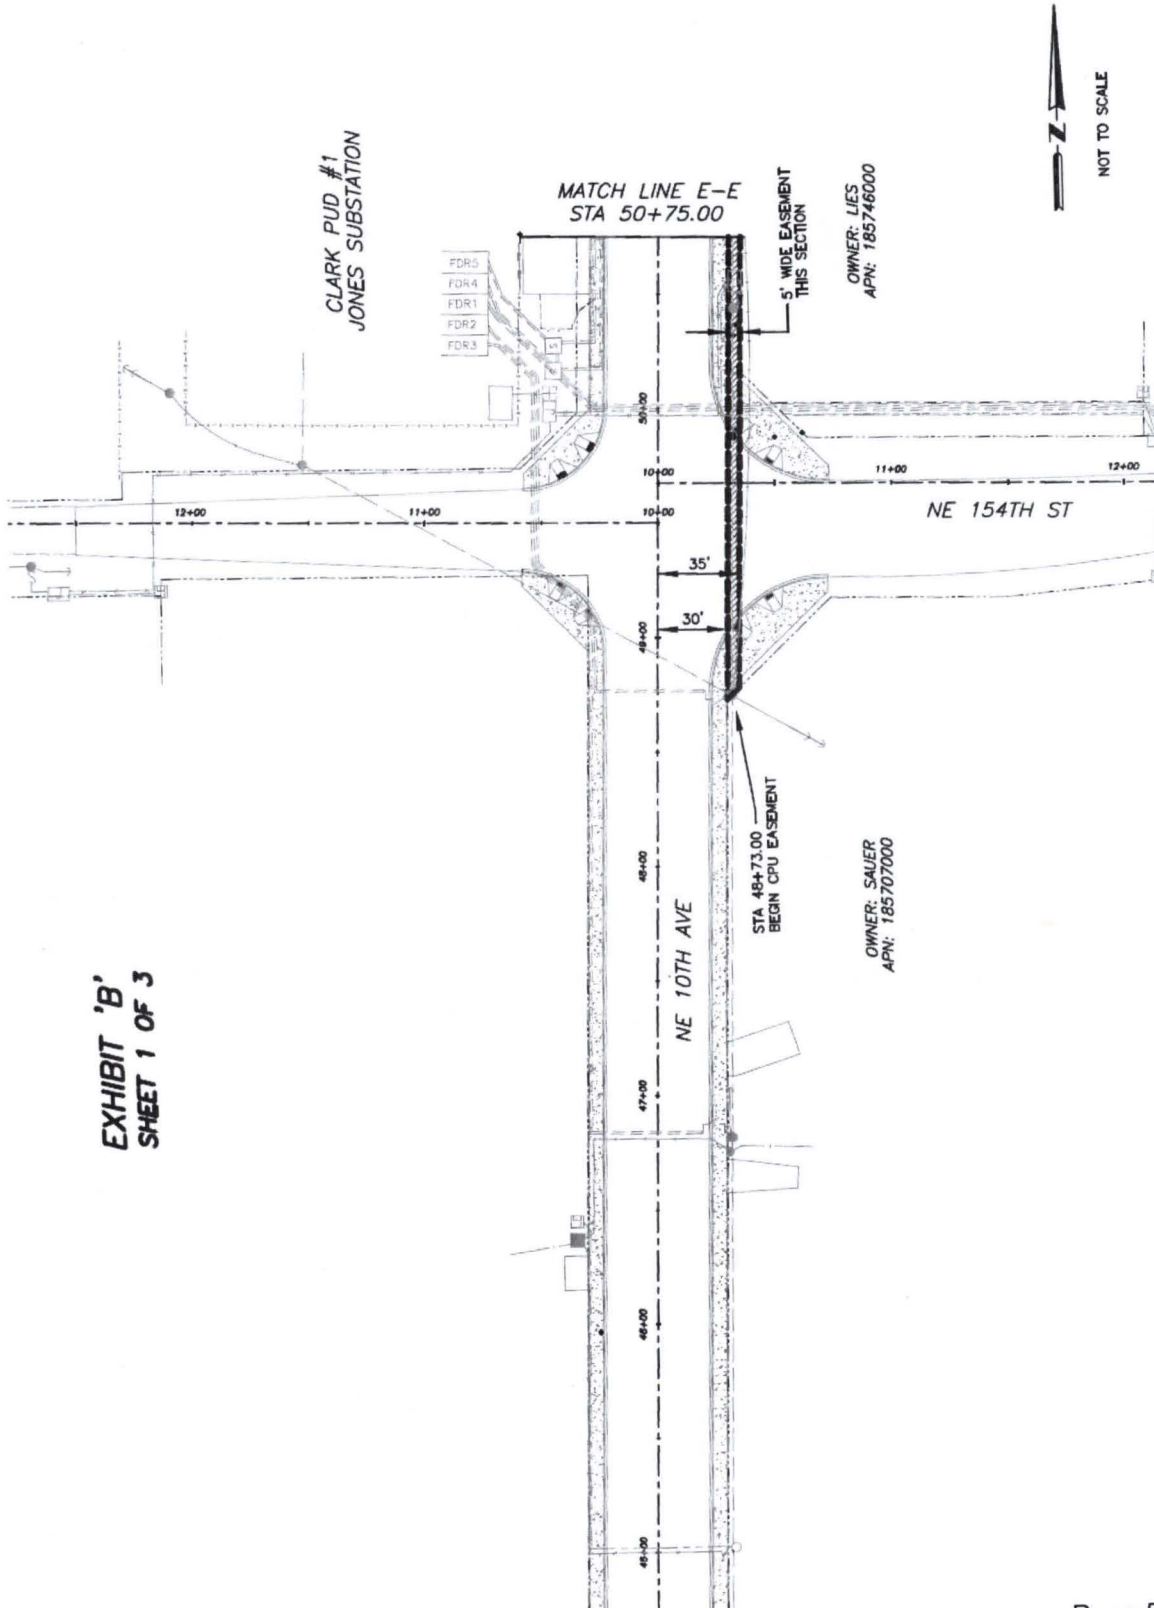 NOT TO SCALE
N
CLARK PUD #1
JONES SUBSTATION
MATCH LINE E-E
STA 50+75.00
5' WIDE EASEMENT
THIS SECTION
OWNER: LIES
APN: 185746000
FDR5
FDR4
FDR1
FDR2
FDR3
S
50+00
10+00
11+00
12+00
12+00
11+00
10+00
NE 154TH ST
35'
30'
49+00
STA 48+73.00
BEGIN CPU EASEMENT
48+00
OWNER: SAUER
APN: 185707000
NE 10TH AVE
EXHIBIT 'B'
SHEET 1 OF 3
47+00
46+00
45+00